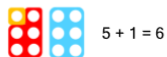 5 + 1 = 6